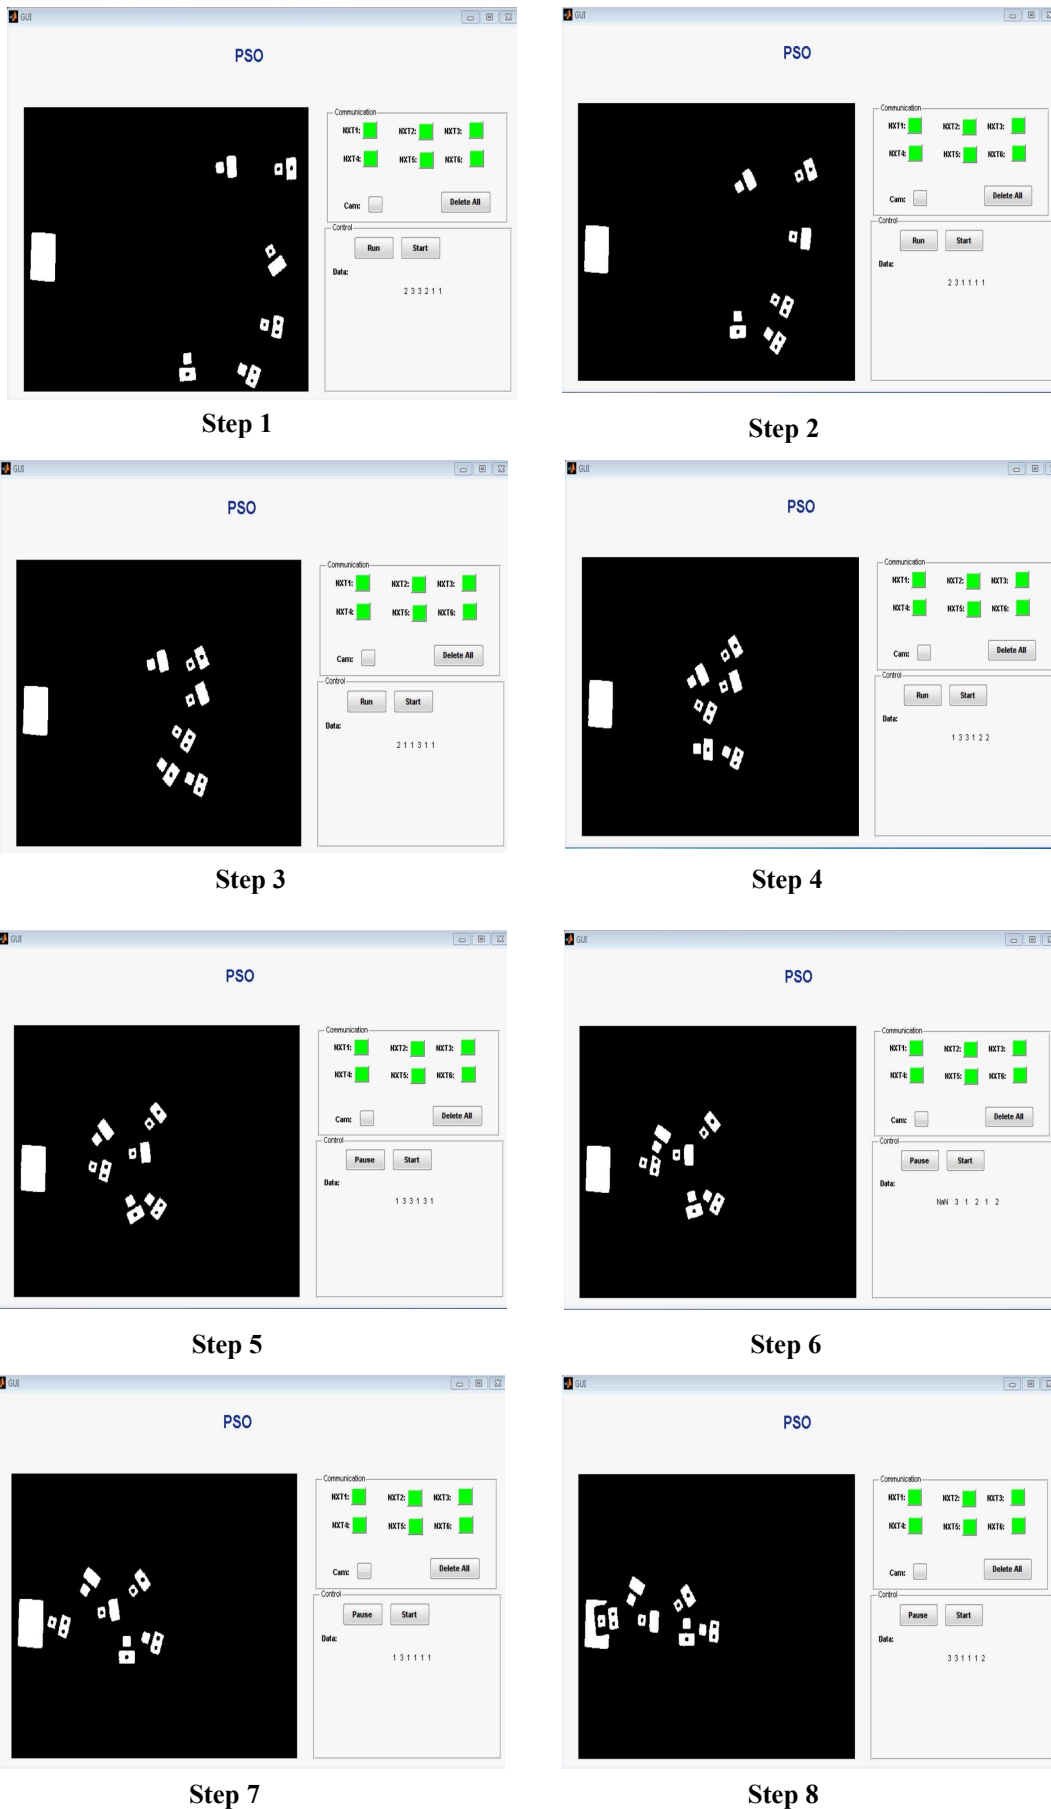 GUI
PSO
Communication
NXT1: NXT2: NXT3:
NXT4: NXT5: NXT6:
Cam: Delete All
Control
Run Start
Data:
2 3 3 2 1 1
Step 1
GUI
PSO
Communication
NXT1: NXT2: NXT3:
NXT4: NXT5: NXT6:
Cam: Delete All
Control
Run Start
Data:
2 3 1 1 1 1
Step 2
GUI
PSO
Communication
NXT1: NXT2: NXT3:
NXT4: NXT5: NXT6:
Cam: Delete All
Control
Run Start
Data:
2 1 1 3 1 1
Step 3
GUI
PSO
Communication
NXT1: NXT2: NXT3:
NXT4: NXT5: NXT6:
Cam: Delete All
Control
Run Start
Data:
1 3 3 1 2 2
Step 4
GUI
PSO
Communication
NXT1: NXT2: NXT3:
NXT4: NXT5: NXT6:
Cam: Delete All
Control
Pause Start
Data:
1 3 3 1 3 1
Step 5
GUI
PSO
Communication
NXT1: NXT2: NXT3:
NXT4: NXT5: NXT6:
Cam: Delete All
Control
Pause Start
Data:
NaN 3 1 2 1 2
Step 6
GUI
PSO
Communication
NXT1: NXT2: NXT3:
NXT4: NXT5: NXT6:
Cam: Delete All
Control
Pause Start
Data:
1 3 1 1 1 1
Step 7
GUI
PSO
Communication
NXT1: NXT2: NXT3:
NXT4: NXT5: NXT6:
Cam: Delete All
Control
Pause Start
Data:
3 3 1 1 1 2
Step 8